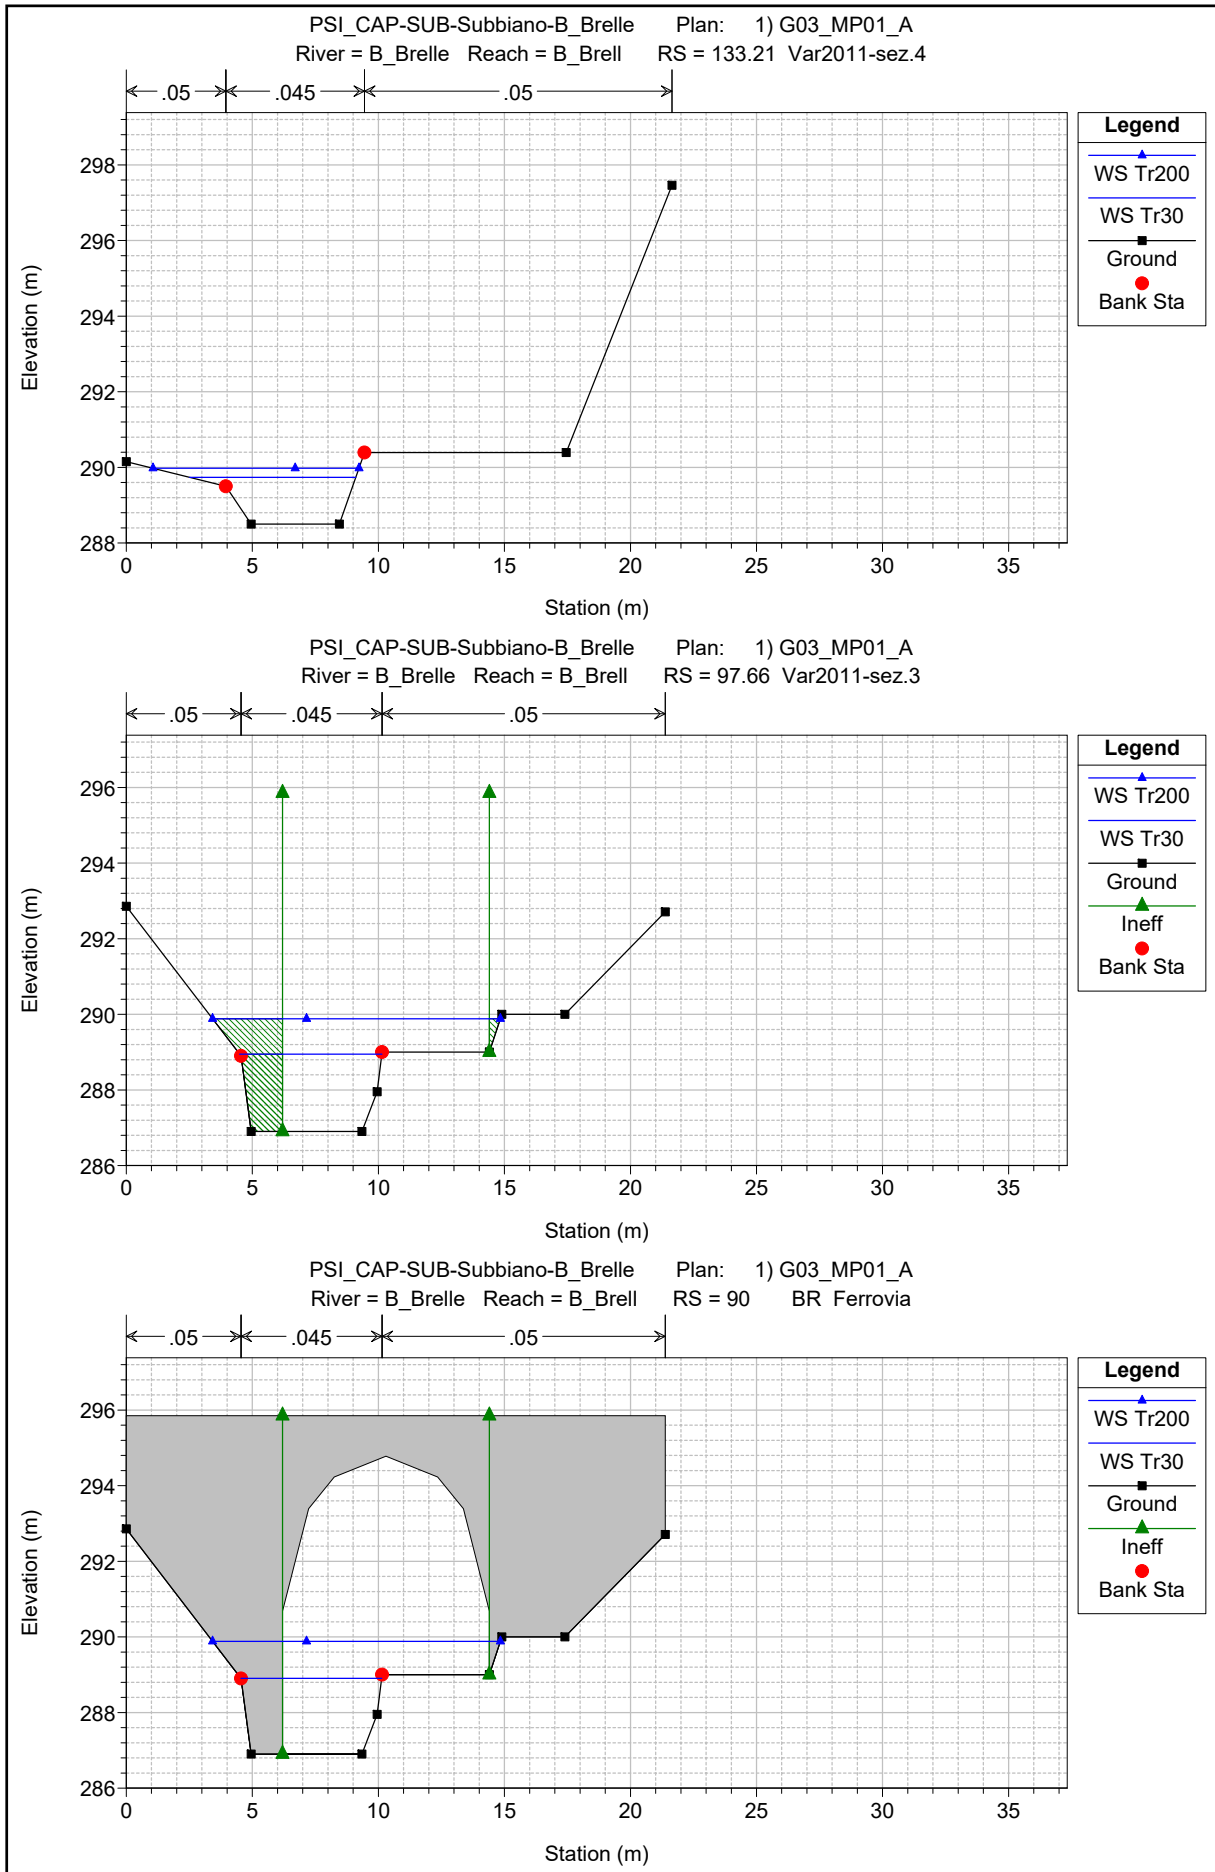 PSI_CAP-SUB-Subbiano-B_Brelle Plan: 1) G03_MP01_A
River = B_Brelle Reach = B_Brell RS = 133.21 Var2011-sez.4
.05 .045 .05
Legend
WS Tr200
WS Tr30
Ground
Bank Sta
298
296
294
292
290
288
Elevation (m)
0 5 10 15 20 25 30 35
Station (m)
PSI_CAP-SUB-Subbiano-B_Brelle Plan: 1) G03_MP01_A
River = B_Brelle Reach = B_Brell RS = 97.66 Var2011-sez.3
.05 .045 .05
Legend
WS Tr200
WS Tr30
Ground
Ineff
Bank Sta
296
294
292
290
288
286
Elevation (m)
0 5 10 15 20 25 30 35
Station (m)
PSI_CAP-SUB-Subbiano-B_Brelle Plan: 1) G03_MP01_A
River = B_Brelle Reach = B_Brell RS = 90 BR Ferrovia
.05 .045 .05
Legend
WS Tr200
WS Tr30
Ground
Ineff
Bank Sta
296
294
292
290
288
286
Elevation (m)
0 5 10 15 20 25 30 35
Station (m)